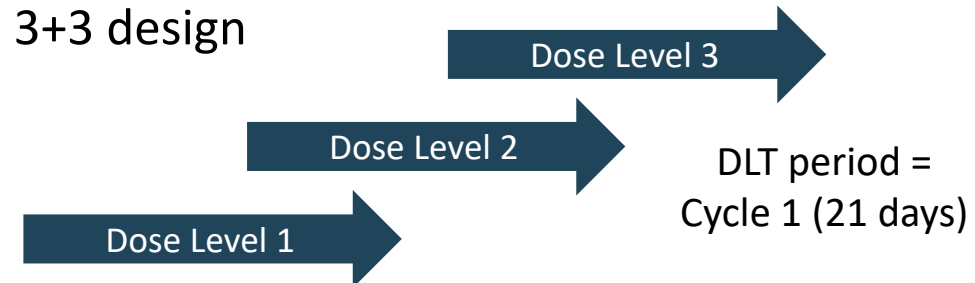 3+3 design
Dose Level 3
Dose Level 2
DLT period =
Cycle 1 (21 days)
Dose Level 1